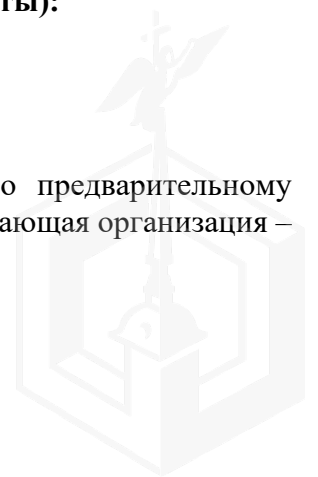 ты):
о предварительному
ающая организация –